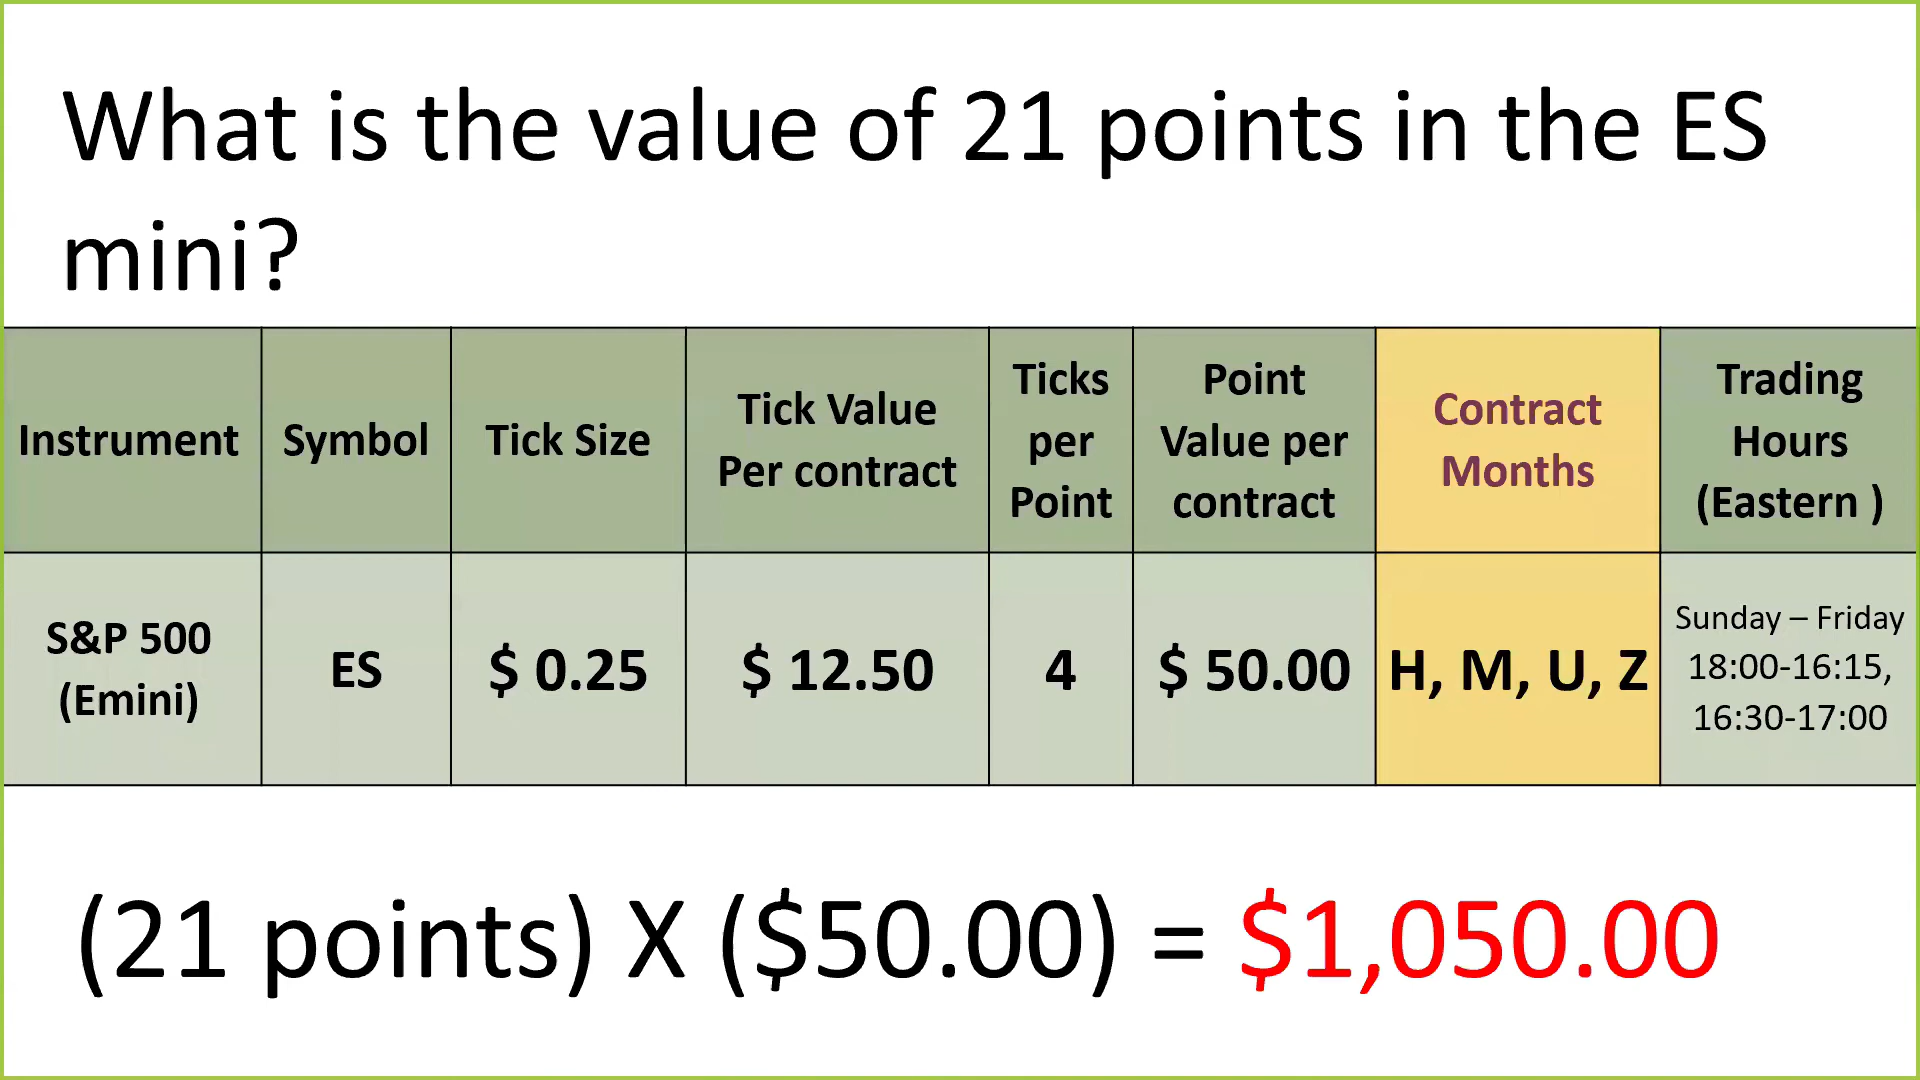 What is the value of 21 points in the ES
mini?
Instrument
Symbol
Tick Size
Tick Value
Per contract
Ticks
per
Point
Point
Value per
contract
Contract
Months
Trading
Hours
(Eastern )
S&P 500
(Emini)
ES
$ 0.25
$ 12.50
4
$ 50.00
H, M, U, Z
Sunday – Friday
18:00-16:15,
16:30-17:00
(21 points) X ($50.00) = $1,050.00